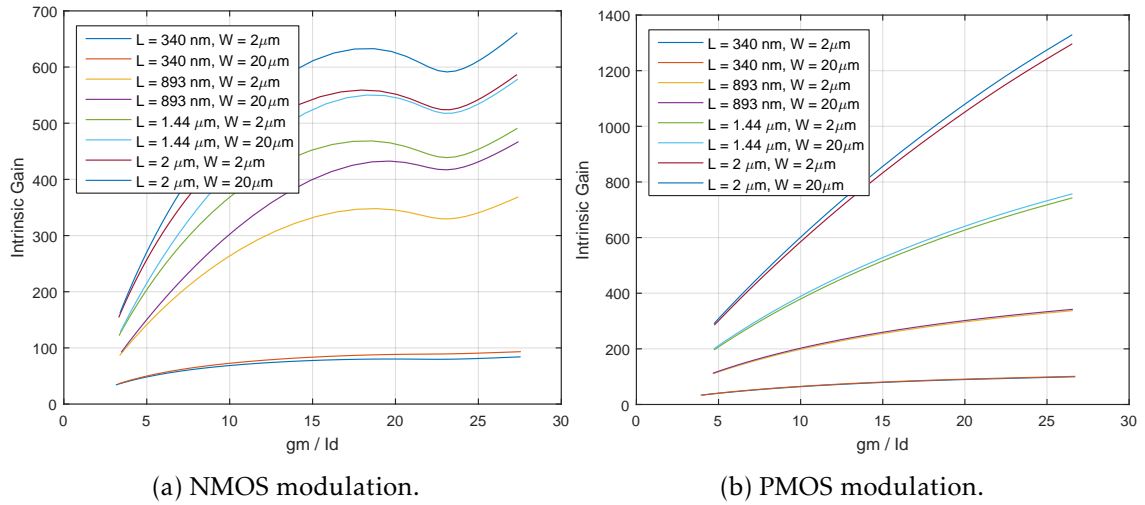 700
600
500
400
300
200
100
0
Intrinsic Gain
0 5 10 15 20 25 30
gm / Id
L = 340 nm, W = 2μm
L = 340 nm, W = 20μm
L = 893 nm, W = 2μm
L = 893 nm, W = 20μm
L = 1.44 μm, W = 2μm
L = 1.44 μm, W = 20μm
L = 2 μm, W = 2μm
L = 2 μm, W = 20μm
(a) NMOS modulation.
1400
1200
1000
800
600
400
200
0
Intrinsic Gain
0 5 10 15 20 25 30
gm / Id
L = 340 nm, W = 2μm
L = 340 nm, W = 20μm
L = 893 nm, W = 2μm
L = 893 nm, W = 20μm
L = 1.44 μm, W = 2μm
L = 1.44 μm, W = 20μm
L = 2 μm, W = 2μm
L = 2 μm, W = 20μm
(b) PMOS modulation.